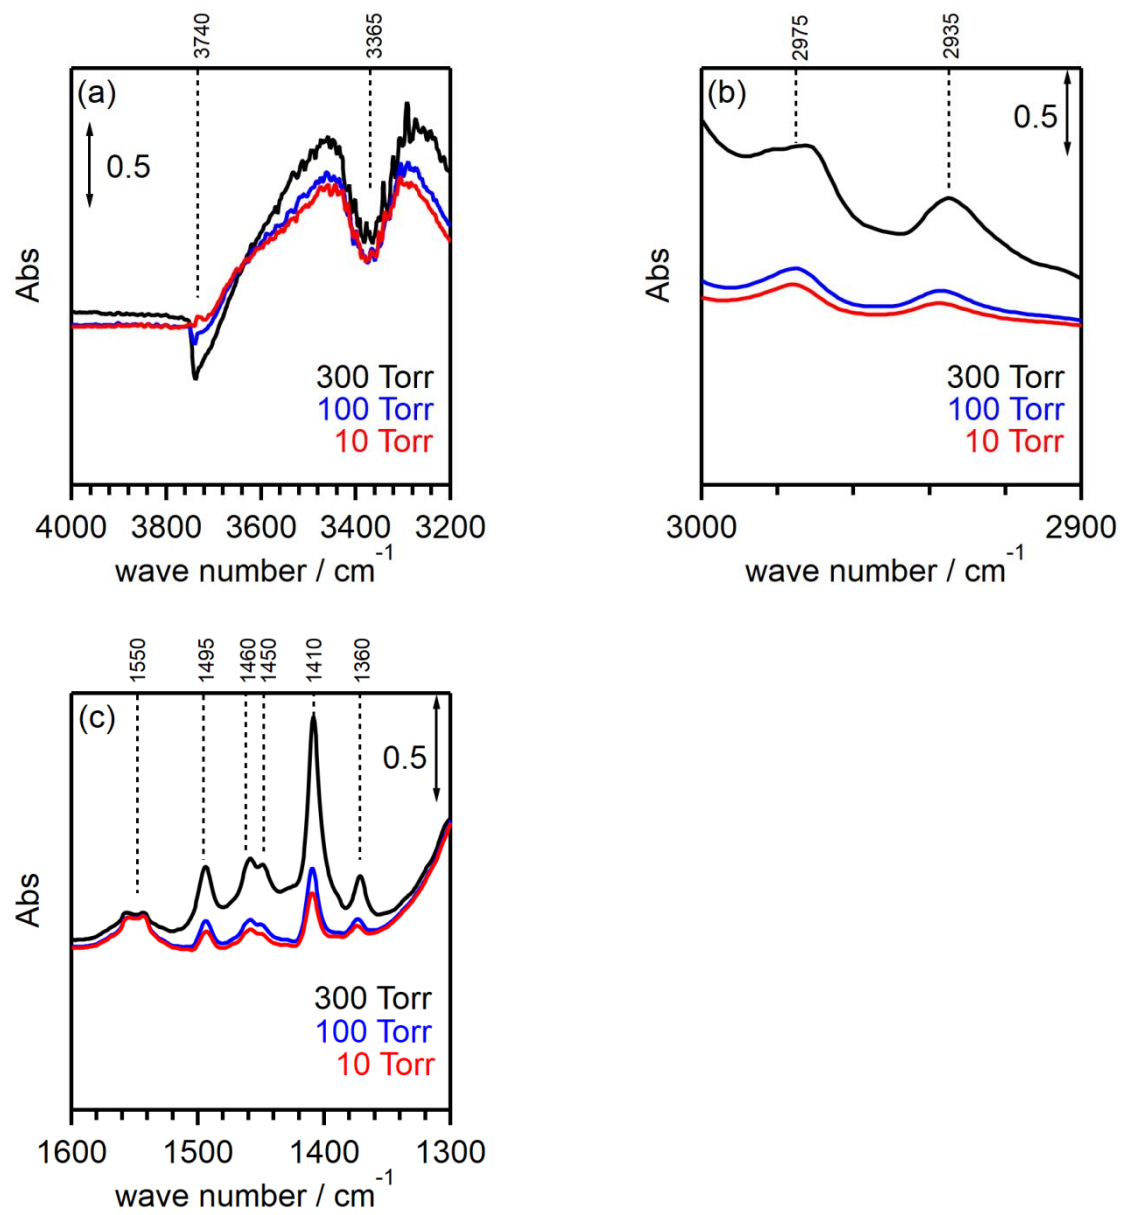 3740
3365
(a)
0.5
Abs
300 Torr
100 Torr
10 Torr
4000 3800 3600 3400 3200
wave number / cm-1
2975
2935
(b)
0.5
Abs
300 Torr
100 Torr
10 Torr
3000 2900
wave number / cm-1
1550
1495
1460
1450
1410
1360
(c)
0.5
Abs
300 Torr
100 Torr
10 Torr
1600 1500 1400 1300
wave number / cm-1